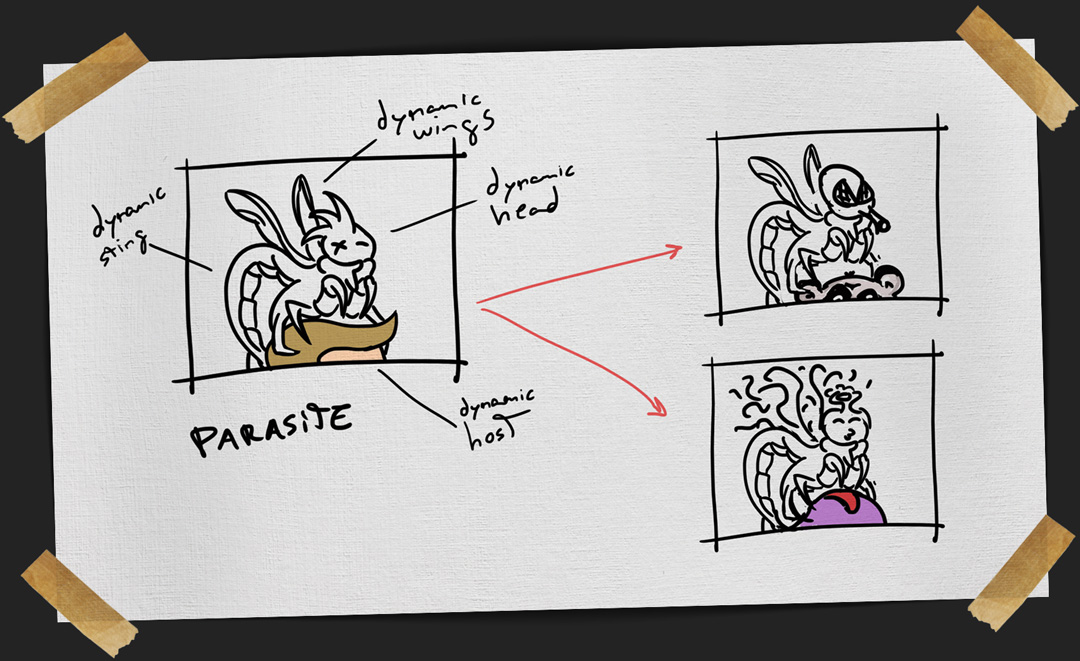 dynamic
wings
dynamic
head
dynamic
sting
dynamic
host
PARASITE